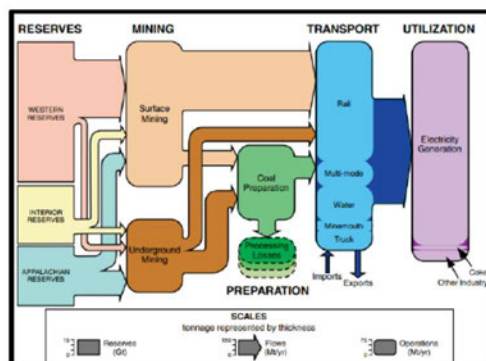 RESERVES
MINING
TRANSPORT
UTILIZATION
WESTERN
RESERVES
Surface
Mining
Rail
Electricity
Generation
Coal
Preparation
Multi-mode
INTERIOR
RESERVES
Water
Underground
Mining
Minemouth
Truck
APPALACHIAN
RESERVES
Processing
Losses
Imports
Exports
Coke
Other Industry
PREPARATION
SCALES
tonnage represented by thickness
Reserves
(Gt)
Flows
(Mt/yr)
Operations
(Mt/yr)